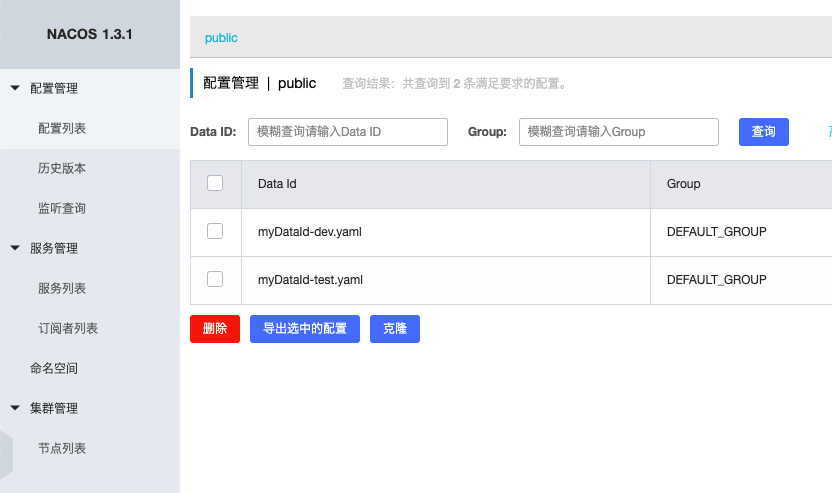 NACOS 1.3.1
配置管理
配置列表
历史版本
监听查询
服务管理
服务列表
订阅者列表
命名空间
集群管理
节点列表
public
配置管理 | public 查询结果：共查询到 2 条满足要求的配置。
Data ID: 模糊查询请输入Data ID Group: 模糊查询请输入Group 查询
Data Id Group
myDataId-dev.yaml DEFAULT_GROUP
myDataId-test.yaml DEFAULT_GROUP
删除 导出选中的配置 克隆